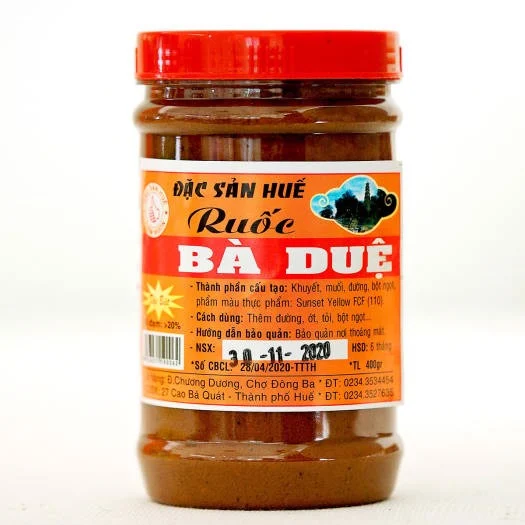 ĐẶC SẢN HUẾ
Ruốc
BÀ DUỆ
- Thành phần cấu tạo: Khuyết, muối, đường, bột ngọt,
phẩm màu thực phẩm: Sunset Yellow FCF (110)
- Cách dùng: Thêm đường, ớt, tỏi, bột ngọt...
- Hướng dẫn bảo quản: Bảo quản nơi thoáng mát.
- NSX: 30 -11- 2020 HSD: 6 tháng
*Số CBCL: 28/04/2020-TTTH *TL 400gr
đạm: >20%
Đ.Chương Dương, Chợ Đông Ba * ĐT: 0234.3534454
27 Cao Bá Quát - Thành phố Huế * ĐT: 0234.3527635